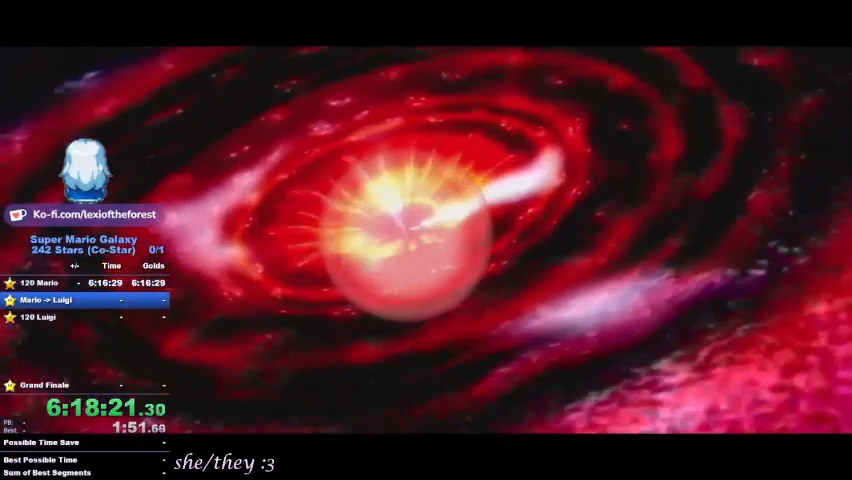 Ko-fi.com/lexioftheforest
Super Mario Galaxy
242 Stars (Co-Star) 0/1
+/- Time Golds
120 Mario - 6:16:29 6:16:29
Mario -> Luigi - -
120 Luigi - -
Grand Finale - -
6:18:21.30
PB: -
Best: - 1:51.60
Possible Time Save -
Best Possible Time -
Sum of Best Segments -
she/they :3